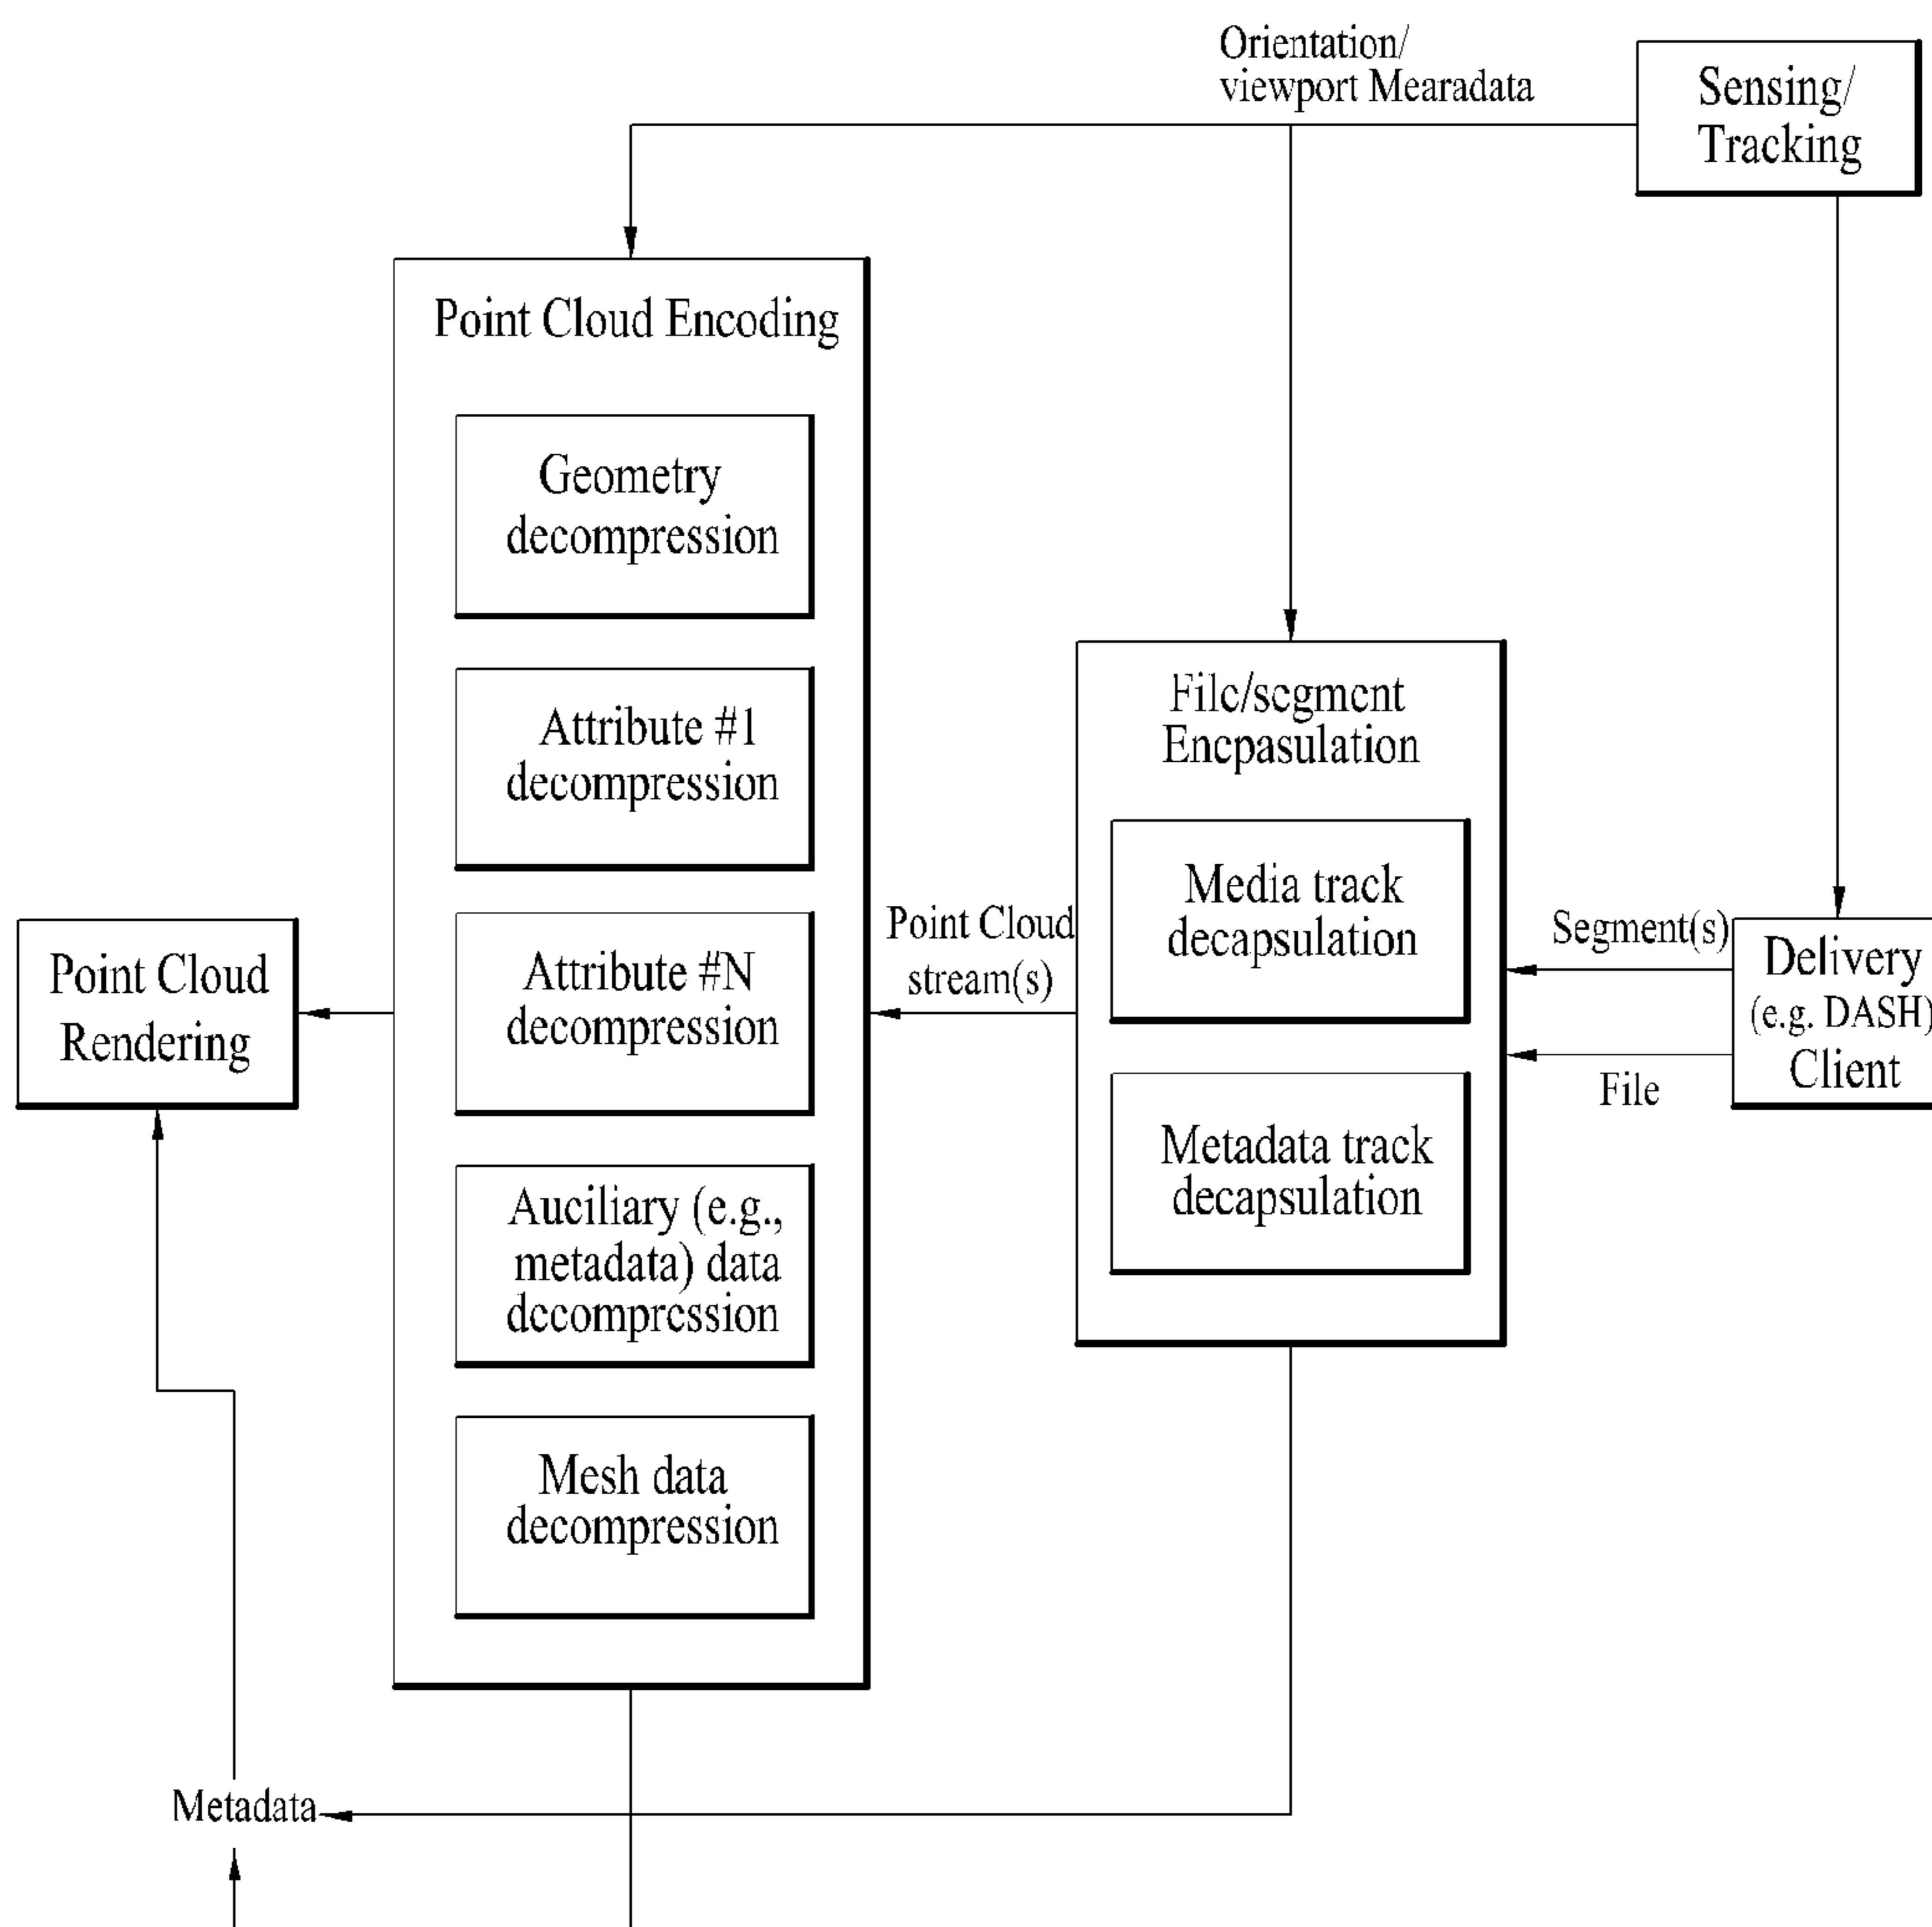 Orientation/
viewport Mearadata
Sensing/
Tracking
Point Cloud Encoding
Geometry
decompression
Attribute #1
decompression
Attribute #N
decompression
Auciliary (e.g.,
metadata) data
decompression
Mesh data
decompression
File/segment
Encpasulation
Media track
decapsulation
Metadata track
decapsulation
Point Cloud
stream(s)
Segment(s)
File
Delivery
(e.g. DASH)
Client
Point Cloud
Rendering
Metadata